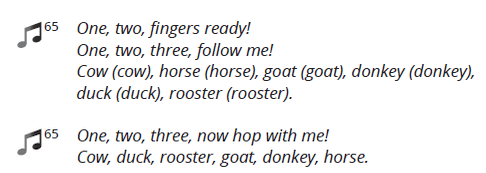 65 One, two, fingers ready!
One, two, three, follow me!
Cow (cow), horse (horse), goat (goat), donkey (donkey),
duck (duck), rooster (rooster).
65 One, two, three, now hop with me!
Cow, duck, rooster, goat, donkey, horse.